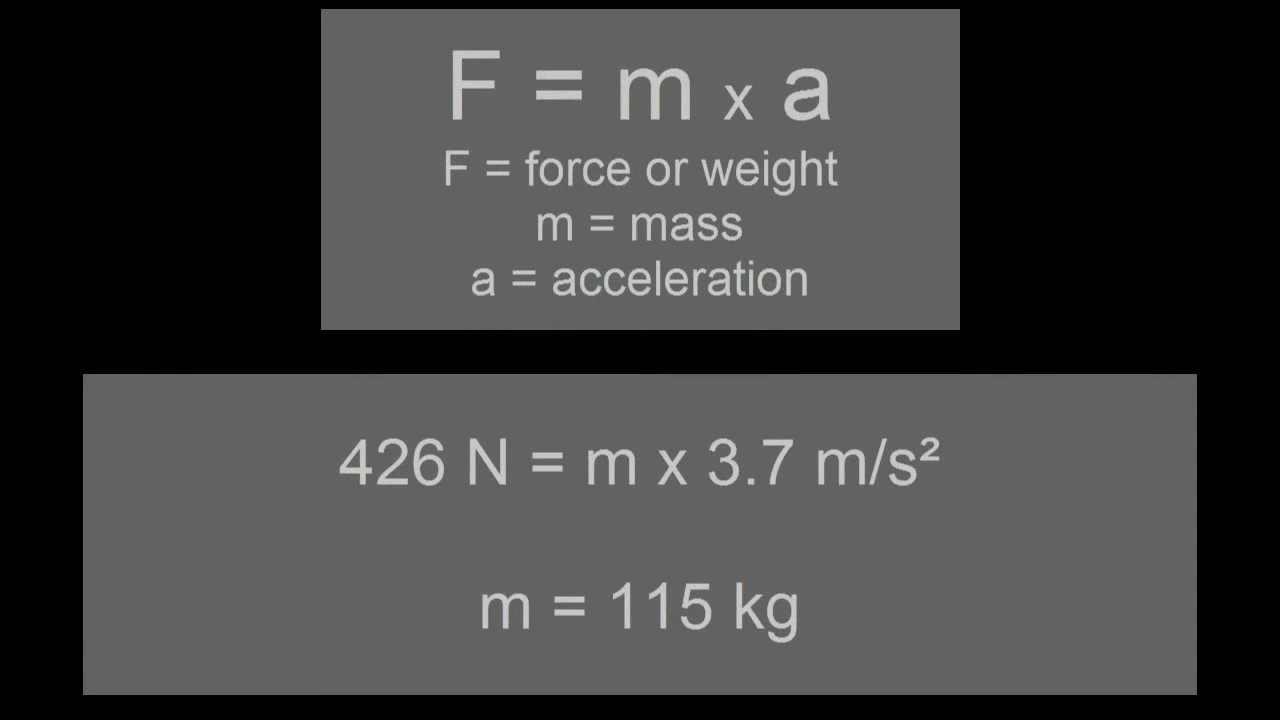 F = m x a
F = force or weight
m = mass
a = acceleration
426 N = m x 3.7 m/s²
m = 115 kg